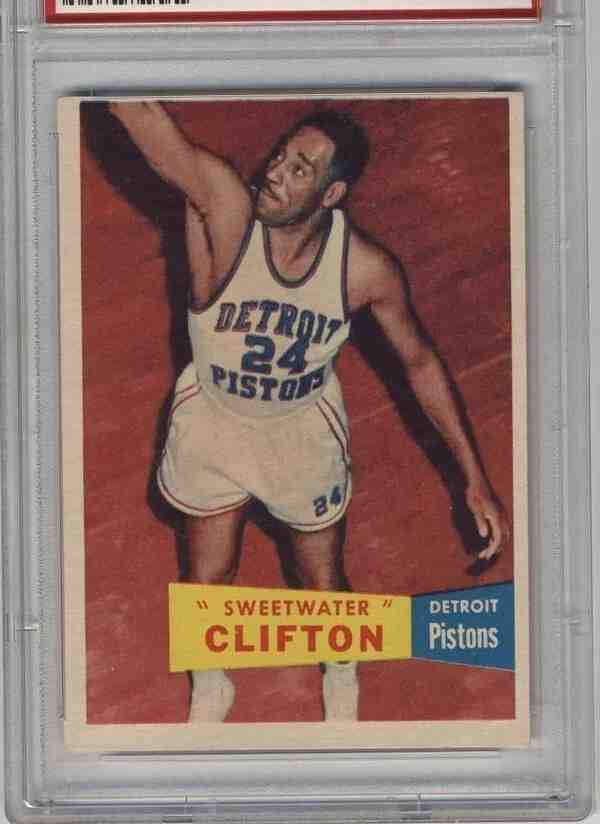 DETROIT
24
PISTONS
24
" SWEETWATER "
CLIFTON
DETROIT
Pistons